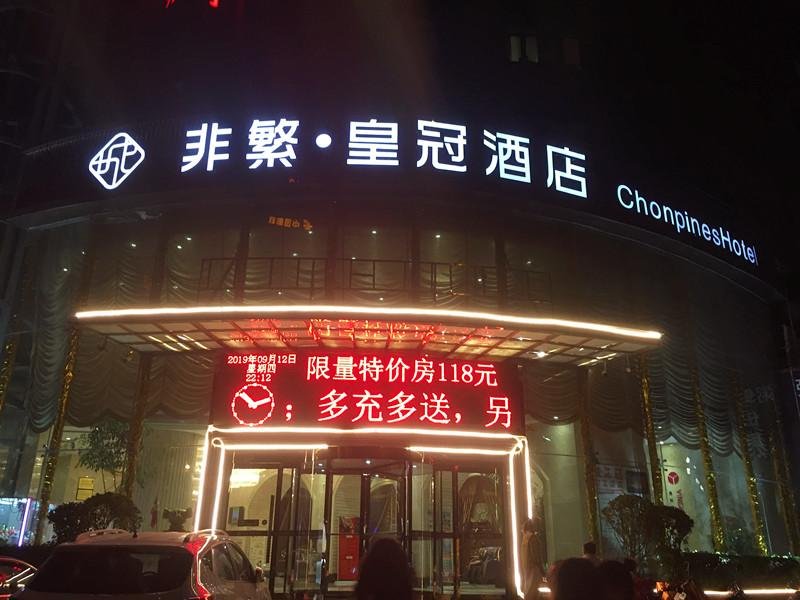 非繁·皇冠酒店
ChonpinesHotel
2019年09月12日
星期四
22:12
限量特价房118元
；多充多送，另